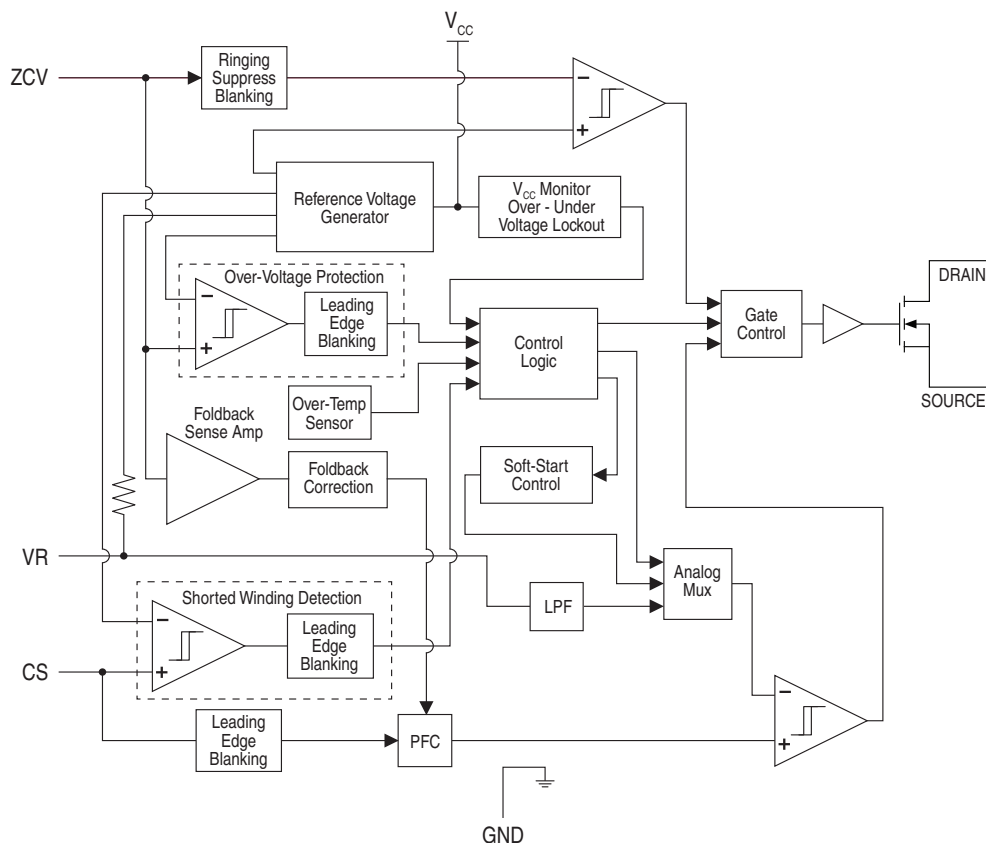 V_CC
ZCV
Ringing
Suppress
Blanking
−
+
Reference Voltage
Generator
V_CC Monitor
Over - Under
Voltage Lockout
Over-Voltage Protection
−
+
Leading
Edge
Blanking
Control
Logic
Gate
Control
DRAIN
SOURCE
Over-Temp
Sensor
Foldback
Sense Amp
Foldback
Correction
Soft-Start
Control
VR
LPF
Analog
Mux
Shorted Winding Detection
−
+
Leading
Edge
Blanking
CS
Leading
Edge
Blanking
PFC
−
+
GND